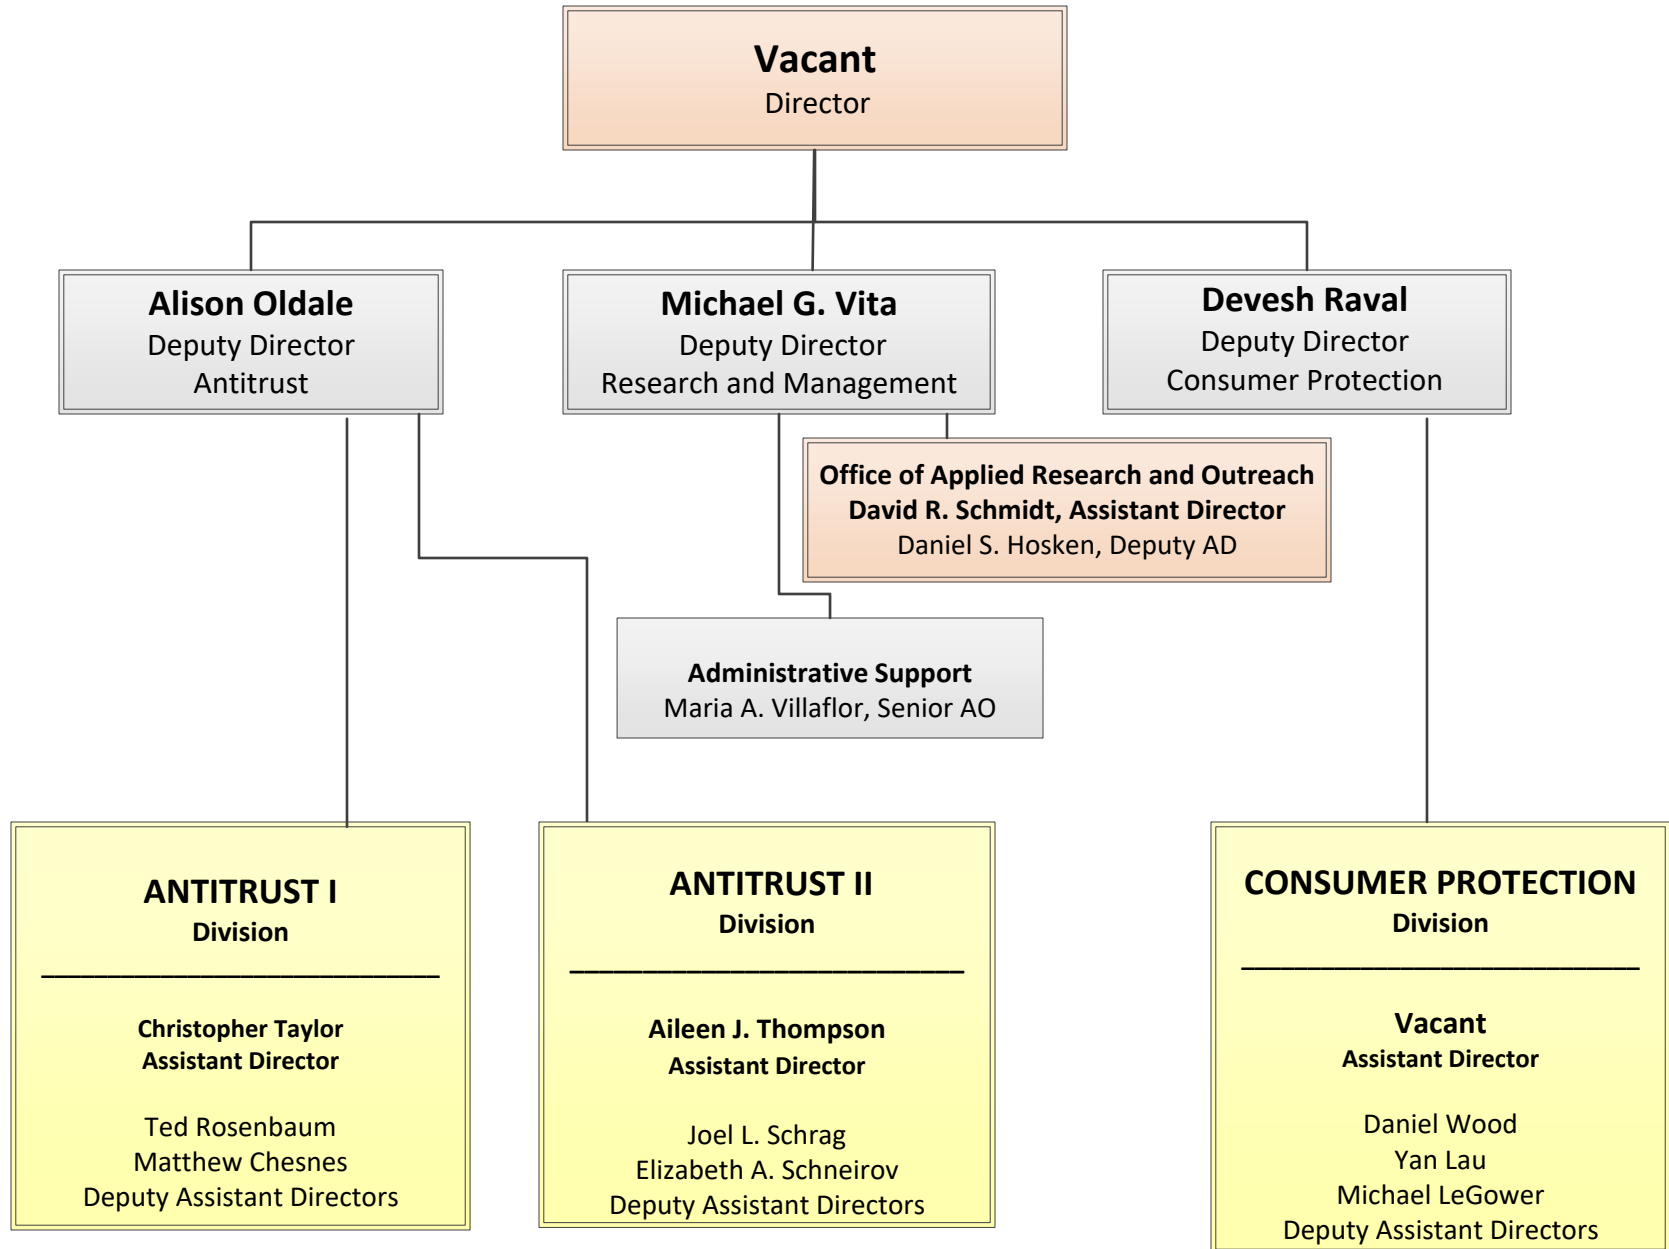 Vacant
Director
Alison Oldale
Deputy Director
Antitrust
Michael G. Vita
Deputy Director
Research and Management
Devesh Raval
Deputy Director
Consumer Protection
Office of Applied Research and Outreach
David R. Schmidt, Assistant Director
Daniel S. Hosken, Deputy AD
Administrative Support
Maria A. Villaflor, Senior AO
ANTITRUST I
Division
Christopher Taylor
Assistant Director
Ted Rosenbaum
Matthew Chesnes
Deputy Assistant Directors
ANTITRUST II
Division
Aileen J. Thompson
Assistant Director
Joel L. Schrag
Elizabeth A. Schneirov
Deputy Assistant Directors
CONSUMER PROTECTION
Division
Vacant
Assistant Director
Daniel Wood
Yan Lau
Michael LeGower
Deputy Assistant Directors